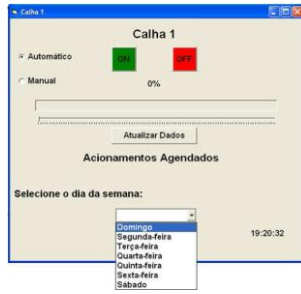 Calha 1
Calha 1
Automático
ON
OFF
Manual
0%
Atualizar Dados
Acionamentos Agendados
Selecione o dia da semana:
Domingo
Segunda-feira
Terça-feira
Quarta-feira
Quinta-feira
Sexta-feira
Sábado
19:20:32